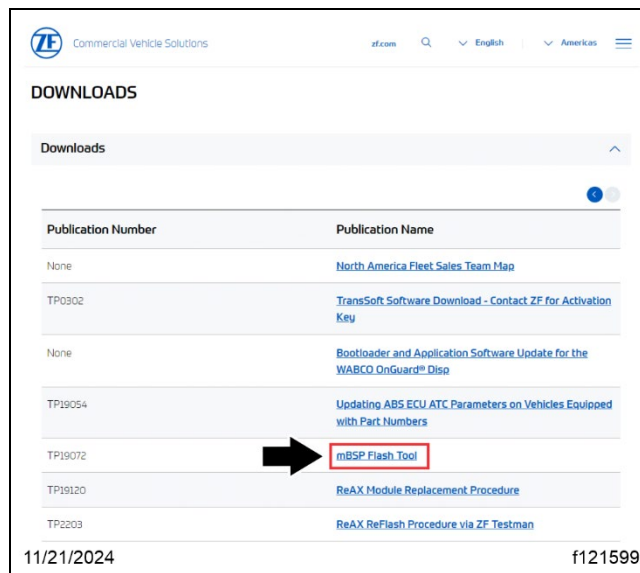 ZF Commercial Vehicle Solutions zf.com English Americas
DOWNLOADS
Downloads
Publication Number Publication Name
None North America Fleet Sales Team Map
TP0302 TransSoft Software Download - Contact ZF for Activation
Key
None Bootloader and Application Software Update for the
WABCO OnGuard® Disp
TP19054 Updating ABS ECU ATC Parameters on Vehicles Equipped
with Part Numbers
TP19072 mBSP Flash Tool
TP19120 ReAX Module Replacement Procedure
TP2203 ReAX ReFlash Procedure via ZF Testman
11/21/2024 f121599